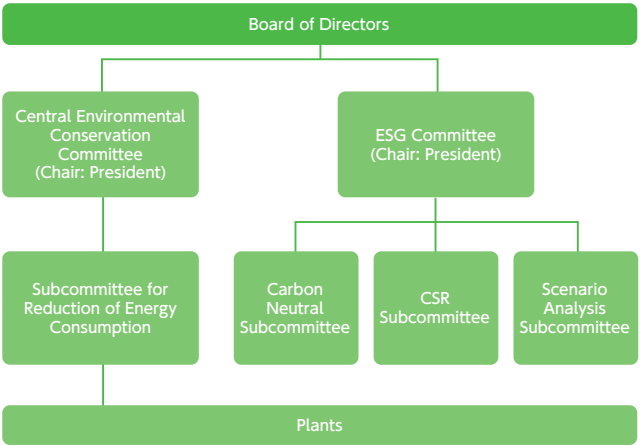 Board of Directors
Central Environmental
Conservation
Committee
(Chair: President)
ESG Committee
(Chair: President)
Subcommittee for
Reduction of Energy
Consumption
Carbon
Neutral
Subcommittee
CSR
Subcommittee
Scenario
Analysis
Subcommittee
Plants